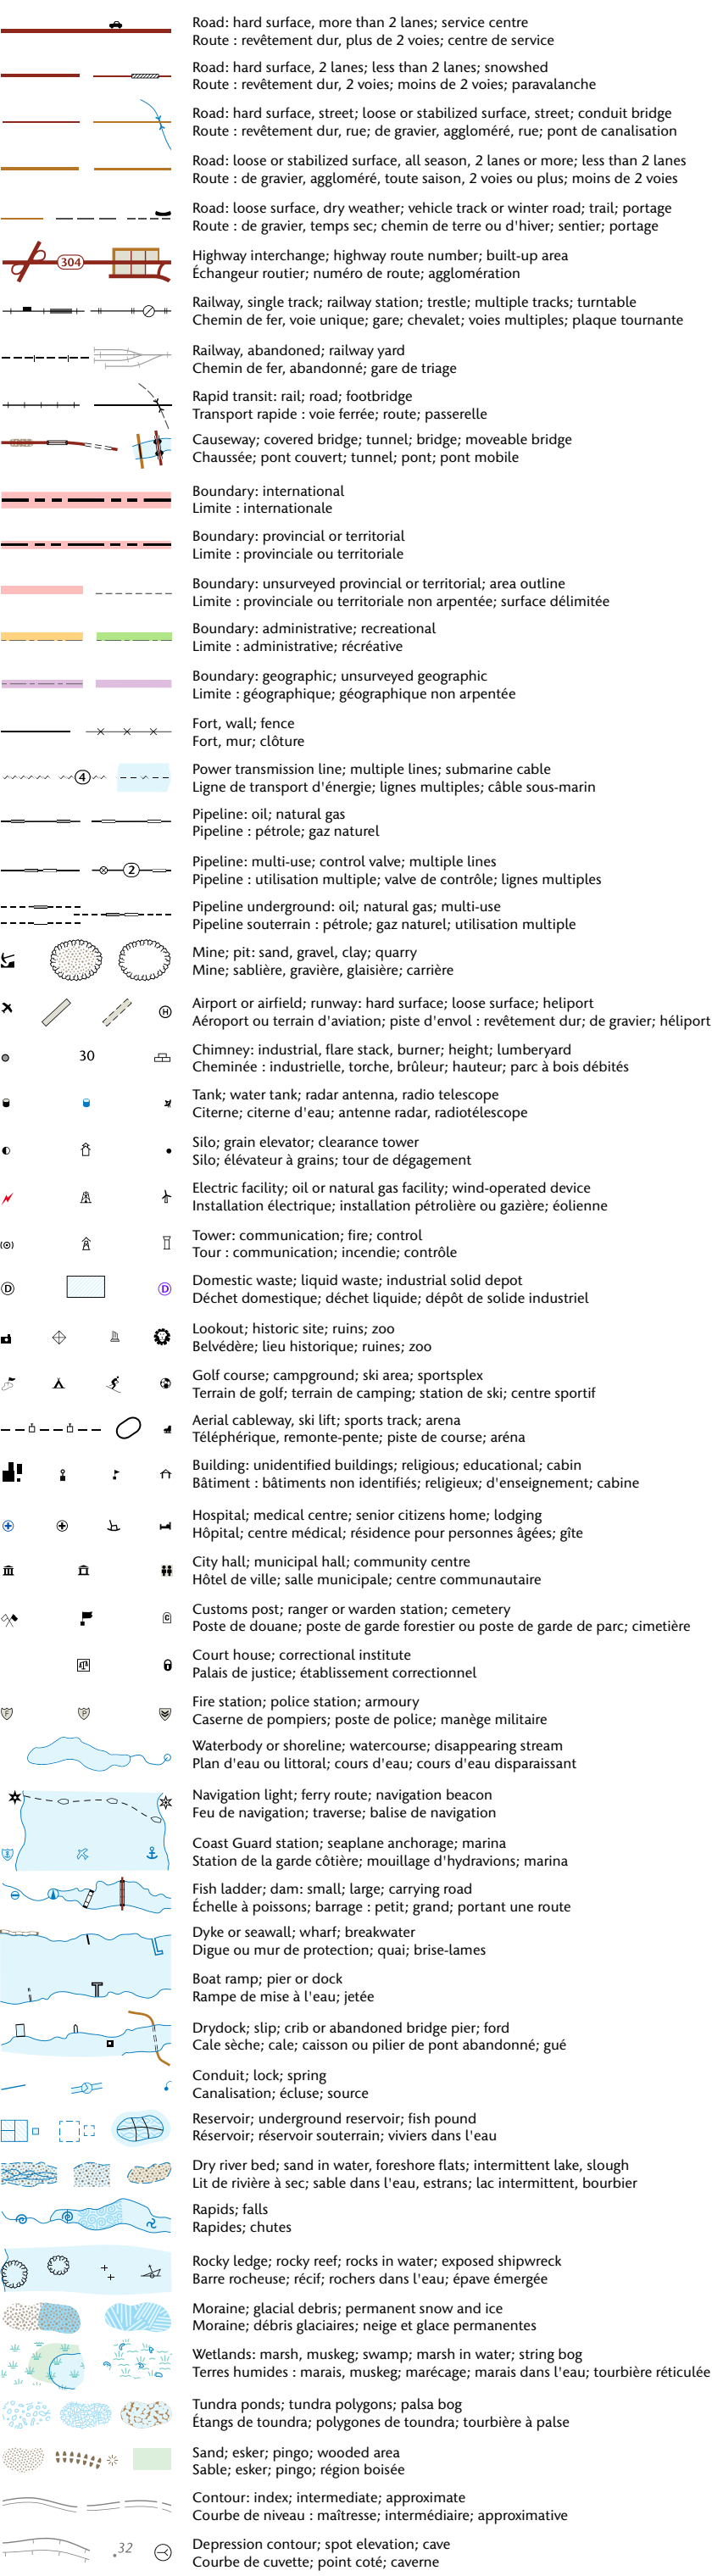 Road: hard surface, more than 2 lanes; service centre
Route : revêtement dur, plus de 2 voies; centre de service
Road: hard surface, 2 lanes; less than 2 lanes; snowshed
Route : revêtement dur, 2 voies; moins de 2 voies; paravalanche
Road: hard surface, street; loose or stabilized surface, street; conduit bridge
Route : revêtement dur, rue; de gravier, aggloméré, rue; pont de canalisation
Road: loose or stabilized surface, all season, 2 lanes or more; less than 2 lanes
Route : de gravier, aggloméré, toute saison, 2 voies ou plus; moins de 2 voies
Road: loose surface, dry weather; vehicle track or winter road; trail; portage
Route : de gravier, temps sec; chemin de terre ou d'hiver; sentier; portage
304
Highway interchange; highway route number; built-up area
Échangeur routier; numéro de route; agglomération
Railway, single track; railway station; trestle; multiple tracks; turntable
Chemin de fer, voie unique; gare; chevalet; voies multiples; plaque tournante
Railway, abandoned; railway yard
Chemin de fer, abandonné; gare de triage
Rapid transit: rail; road; footbridge
Transport rapide : voie ferrée; route; passerelle
Causeway; covered bridge; tunnel; bridge; moveable bridge
Chaussée; pont couvert; tunnel; pont; pont mobile
Boundary: international
Limite : internationale
Boundary: provincial or territorial
Limite : provinciale ou territoriale
Boundary: unsurveyed provincial or territorial; area outline
Limite : provinciale ou territoriale non arpentée; surface délimitée
Boundary: administrative; recreational
Limite : administrative; récréative
Boundary: geographic; unsurveyed geographic
Limite : géographique; géographique non arpentée
Fort, wall; fence
Fort, mur; clôture
4
Power transmission line; multiple lines; submarine cable
Ligne de transport d'énergie; lignes multiples; câble sous-marin
Pipeline: oil; natural gas
Pipeline : pétrole; gaz naturel
2
Pipeline: multi-use; control valve; multiple lines
Pipeline : utilisation multiple; valve de contrôle; lignes multiples
Pipeline underground: oil; natural gas; multi-use
Pipeline souterrain : pétrole; gaz naturel; utilisation multiple
Mine; pit: sand, gravel, clay; quarry
Mine; sablière, gravière, glaisière; carrière
H
Airport or airfield; runway: hard surface; loose surface; heliport
Aéroport ou terrain d'aviation; piste d'envol : revêtement dur; de gravier; héliport
30
Chimney: industrial, flare stack, burner; height; lumberyard
Cheminée : industrielle, torche, brûleur; hauteur; parc à bois débités
Tank; water tank; radar antenna, radio telescope
Citerne; citerne d'eau; antenne radar, radiotélescope
Silo; grain elevator; clearance tower
Silo; élévateur à grains; tour de dégagement
Electric facility; oil or natural gas facility; wind-operated device
Installation électrique; installation pétrolière ou gazière; éolienne
Tower: communication; fire; control
Tour : communication; incendie; contrôle
D D
Domestic waste; liquid waste; industrial solid depot
Déchet domestique; déchet liquide; dépôt de solide industriel
Lookout; historic site; ruins; zoo
Belvédère; lieu historique; ruines; zoo
Golf course; campground; ski area; sportsplex
Terrain de golf; terrain de camping; station de ski; centre sportif
Aerial cableway, ski lift; sports track; arena
Téléphérique, remonte-pente; piste de course; aréna
Building: unidentified buildings; religious; educational; cabin
Bâtiment : bâtiments non identifiés; religieux; d'enseignement; cabine
Hospital; medical centre; senior citizens home; lodging
Hôpital; centre médical; résidence pour personnes âgées; gîte
City hall; municipal hall; community centre
Hôtel de ville; salle municipale; centre communautaire
C
Customs post; ranger or warden station; cemetery
Poste de douane; poste de garde forestier ou poste de garde de parc; cimetière
Court house; correctional institute
Palais de justice; établissement correctionnel
F P
Fire station; police station; armoury
Caserne de pompiers; poste de police; manège militaire
Waterbody or shoreline; watercourse; disappearing stream
Plan d'eau ou littoral; cours d'eau; cours d'eau disparaissant
Navigation light; ferry route; navigation beacon
Feu de navigation; traverse; balise de navigation
Coast Guard station; seaplane anchorage; marina
Station de la garde côtière; mouillage d'hydravions; marina
Fish ladder; dam: small; large; carrying road
Échelle à poissons; barrage : petit; grand; portant une route
Dyke or seawall; wharf; breakwater
Digue ou mur de protection; quai; brise-lames
Boat ramp; pier or dock
Rampe de mise à l'eau; jetée
Drydock; slip; crib or abandoned bridge pier; ford
Cale sèche; cale; caisson ou pilier de pont abandonné; gué
Conduit; lock; spring
Canalisation; écluse; source
Reservoir; underground reservoir; fish pound
Réservoir; réservoir souterrain; viviers dans l'eau
Dry river bed; sand in water, foreshore flats; intermittent lake, slough
Lit de rivière à sec; sable dans l'eau, estrans; lac intermittent, bourbier
Rapids; falls
Rapides; chutes
Rocky ledge; rocky reef; rocks in water; exposed shipwreck
Barre rocheuse; récif; rochers dans l'eau; épave émergée
Moraine; glacial debris; permanent snow and ice
Moraine; débris glaciaires; neige et glace permanentes
Wetlands: marsh, muskeg; swamp; marsh in water; string bog
Terres humides : marais, muskeg; marécage; marais dans l'eau; tourbière réticulée
Tundra ponds; tundra polygons; palsa bog
Étangs de toundra; polygones de toundra; tourbière à palse
Sand; esker; pingo; wooded area
Sable; esker; pingo; région boisée
Contour: index; intermediate; approximate
Courbe de niveau : maîtresse; intermédiaire; approximative
.32
Depression contour; spot elevation; cave
Courbe de cuvette; point coté; caverne